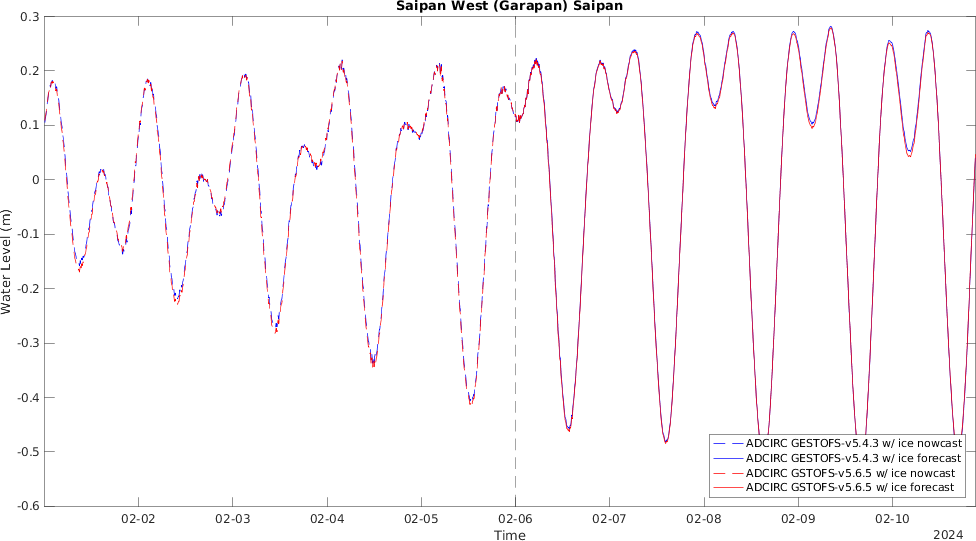 Saipan West (Garapan) Saipan
0.3
0.2
0.1
0
-0.1
-0.2
-0.3
-0.4
-0.5
-0.6
Water Level (m)
ADCIRC GESTOFS-v5.4.3 w/ ice nowcast
ADCIRC GESTOFS-v5.4.3 w/ ice forecast
ADCIRC GSTOFS-v5.6.5 w/ ice nowcast
ADCIRC GSTOFS-v5.6.5 w/ ice forecast
02-02 02-03 02-04 02-05 02-06 02-07 02-08 02-09 02-10
Time
2024